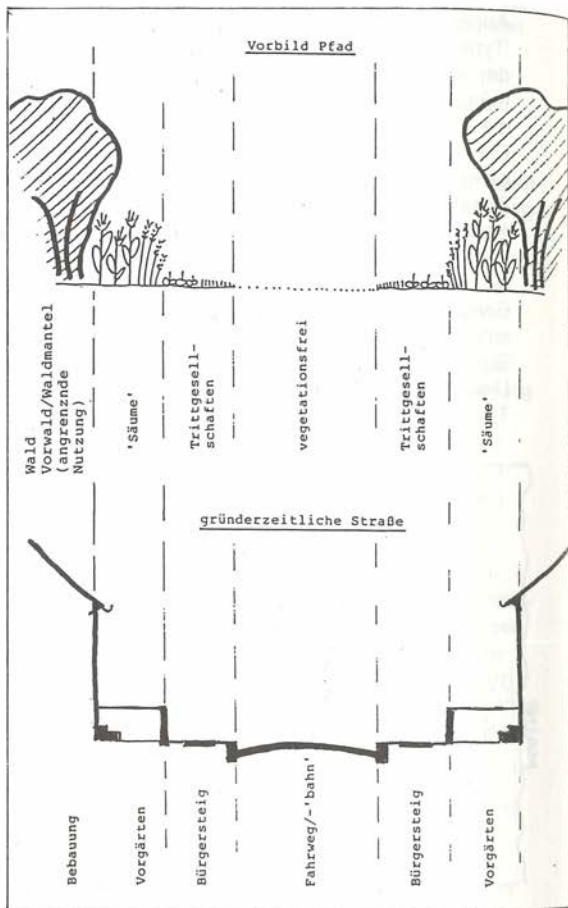 Vorbild Pfad
Wald
Vorwald/Waldmantel
(angrenznde
Nutzung)
'Säume'
Trittgesell-
schaften
vegetationsfrei
Trittgesell-
schaften
'Säume'
gründerzeitliche Straße
Bebauung
Vorgärten
Bürgersteig
Fahrweg/-'bahn'
Bürgersteig
Vorgärten